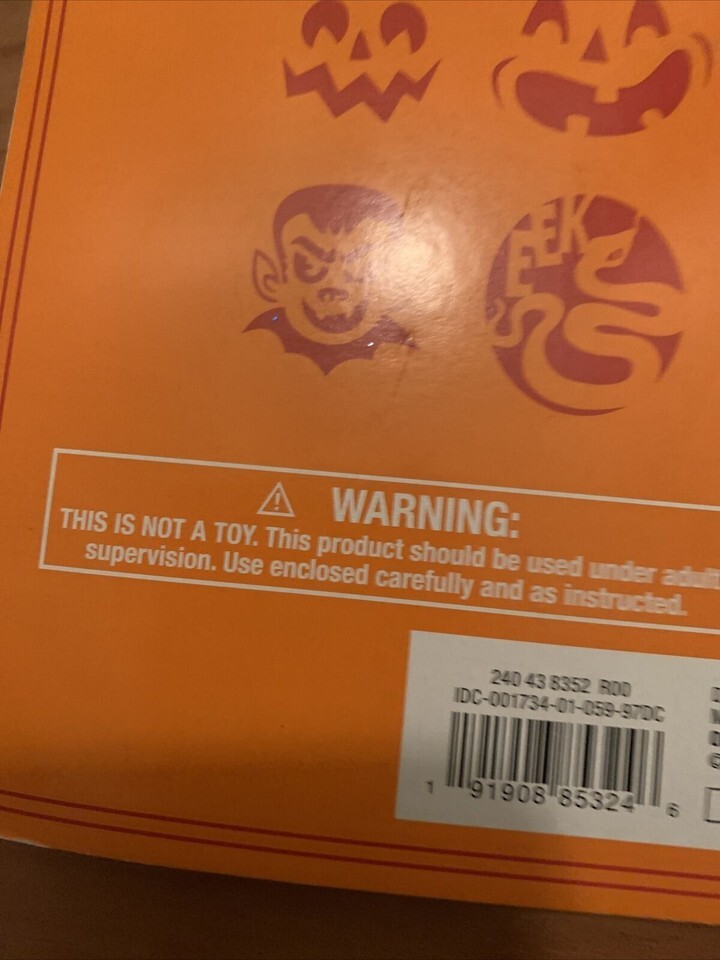 EEK
WARNING:
THIS IS NOT A TOY. This product should be used under adult
supervision. Use enclosed carefully and as instructed.
240 43 8352 R00
IDC-001734-01-059-97DC
1 91908 85324 6